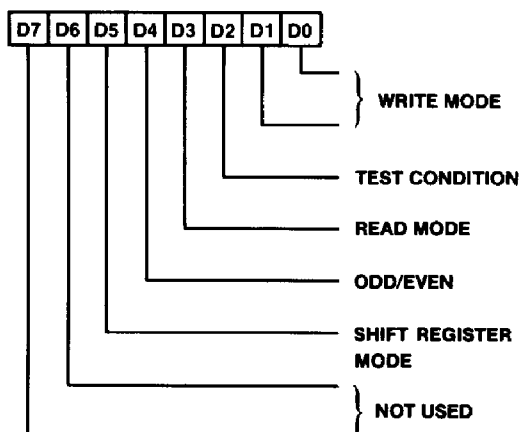 D7 D6 D5 D4 D3 D2 D1 D0
WRITE MODE
TEST CONDITION
READ MODE
ODD/EVEN
SHIFT REGISTER
MODE
NOT USED